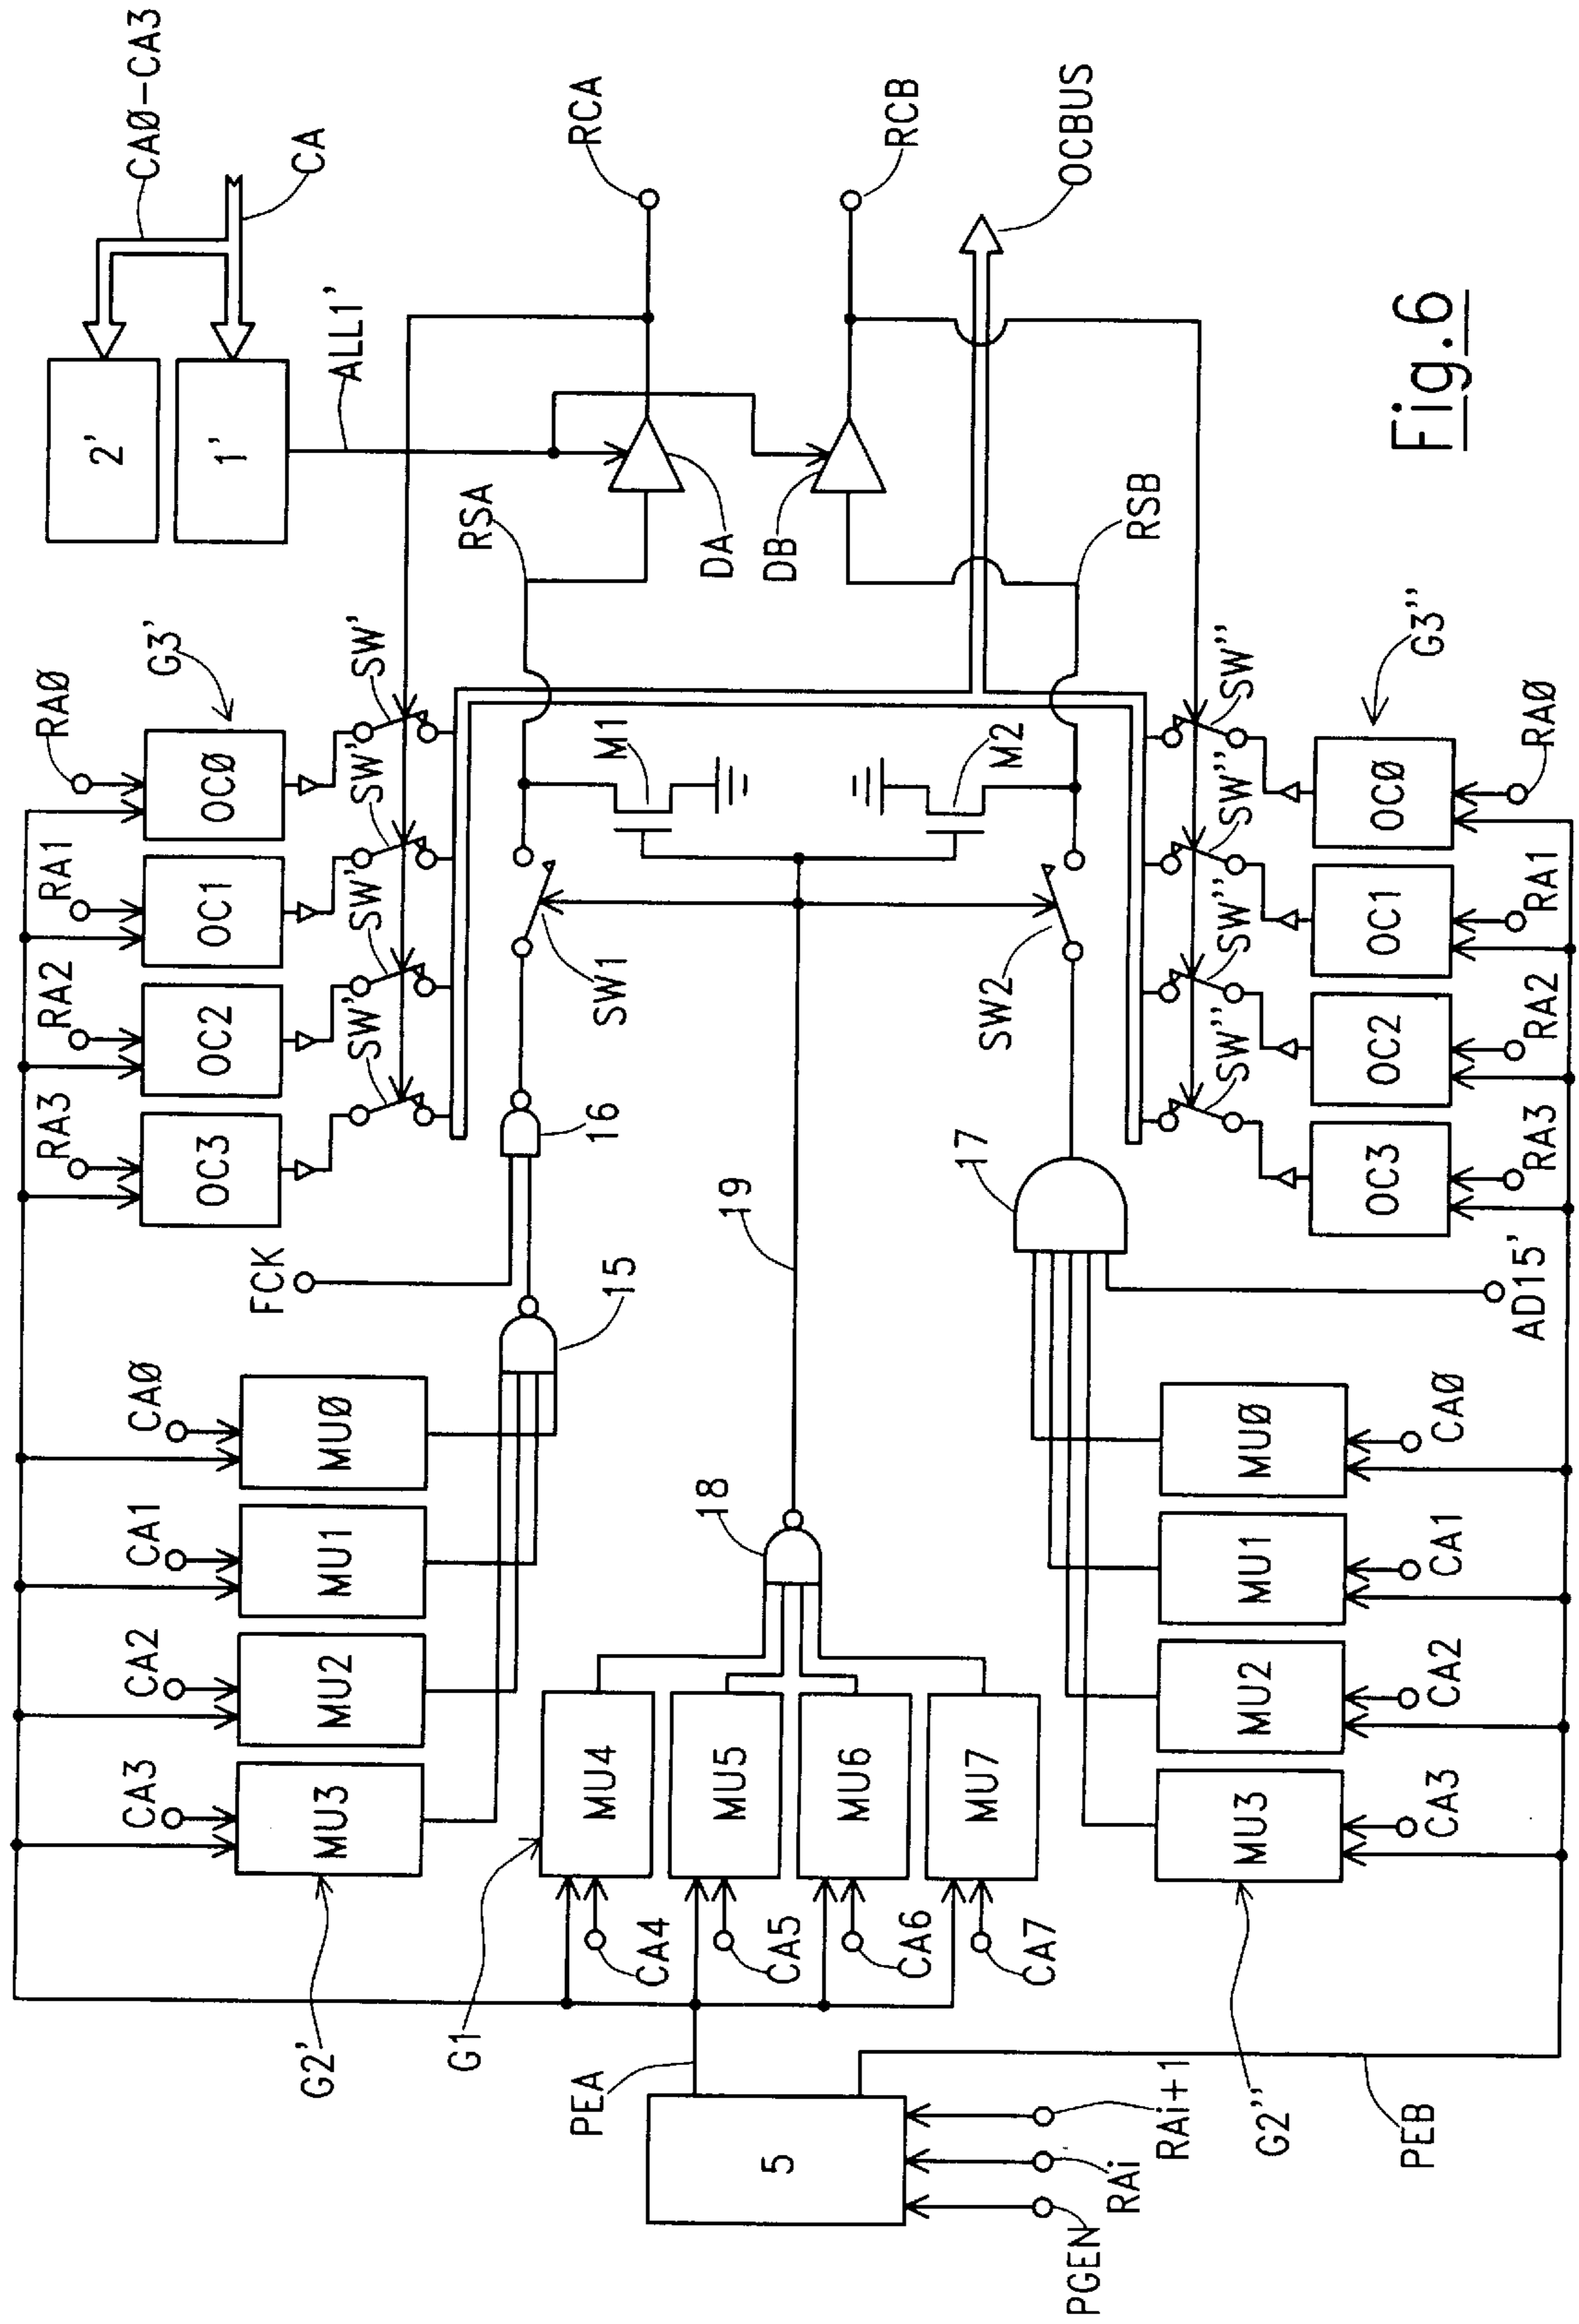 CAØ-CA3
CA
2'
1'
ALL1'
RCA
RCB
OCBUS
RSA
DA
DB
RSB
G3'
RAØ
RA1
RA2
RA3
OCØ
OC1
OC2
OC3
SW'
SW'
SW'
SW'
M1
M2
SW1
SW2
16
FCK
15
19
17
18
SW''
SW''
SW''
SW''
G3''
OCØ
OC1
OC2
OC3
RAØ
RA1
RA2
RA3
AD15'
CAØ
CA1
CA2
CA3
MUØ
MU1
MU2
MU3
G2'
G1
MU4
MU5
MU6
MU7
CA4
CA5
CA6
CA7
MUØ
MU1
MU2
MU3
CAØ
CA1
CA2
CA3
G2''
PEA
PEB
5
PGEN
RAi
RAi+1
Fig.6